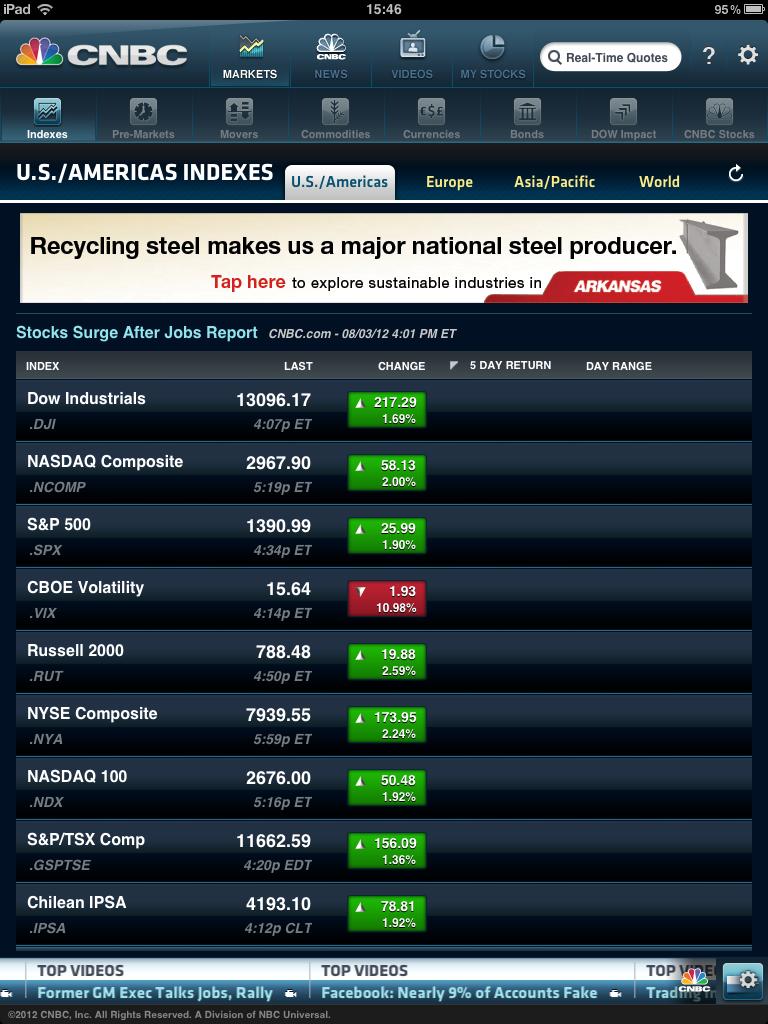 iPad 15:46 95%
CNBC
MARKETS NEWS VIDEOS MY STOCKS Real-Time Quotes ?
CNBC
Indexes Pre-Markets Movers Commodities Currencies Bonds DOW Impact CNBC Stocks
€$£
U.S./AMERICAS INDEXES U.S./Americas Europe Asia/Pacific World
Recycling steel makes us a major national steel producer.
Tap here to explore sustainable industries in ARKANSAS
Stocks Surge After Jobs Report CNBC.com - 08/03/12 4:01 PM ET
INDEX LAST CHANGE 5 DAY RETURN DAY RANGE
Dow Industrials 13096.17 217.29
.DJI 4:07p ET 1.69%
NASDAQ Composite 2967.90 58.13
.NCOMP 5:19p ET 2.00%
S&P 500 1390.99 25.99
.SPX 4:34p ET 1.90%
CBOE Volatility 15.64 1.93
.VIX 4:14p ET 10.98%
Russell 2000 788.48 19.88
.RUT 4:50p ET 2.59%
NYSE Composite 7939.55 173.95
.NYA 5:59p ET 2.24%
NASDAQ 100 2676.00 50.48
.NDX 5:16p ET 1.92%
S&P/TSX Comp 11662.59 156.09
.GSPTSE 4:20p EDT 1.36%
Chilean IPSA 4193.10 78.81
.IPSA 4:12p CLT 1.92%
TOP VIDEOS TOP VIDEOS TOP
Former GM Exec Talks Jobs, Rally Facebook: Nearly 9% of Accounts Fake
CNBC
©2012 CNBC, Inc. All Rights Reserved. A Division of NBC Universal.